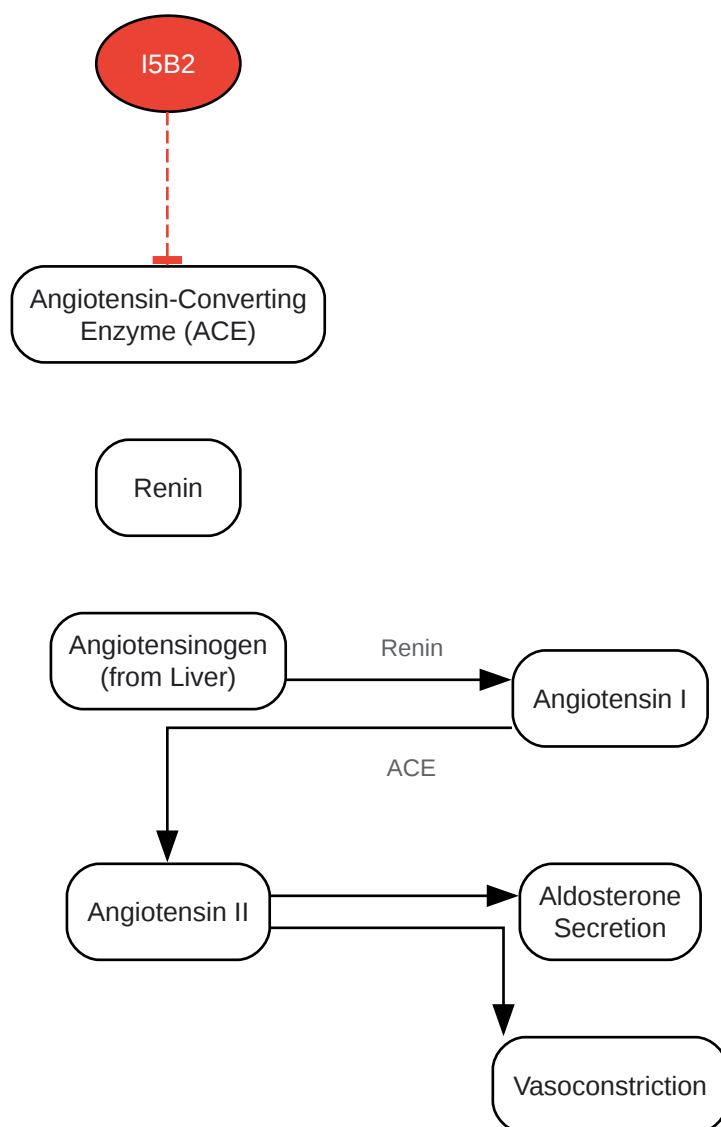 I5B2
Angiotensin-Converting
Enzyme (ACE)
Renin
Angiotensinogen
(from Liver)
Renin
Angiotensin I
ACE
Angiotensin II
Aldosterone
Secretion
Vasoconstriction